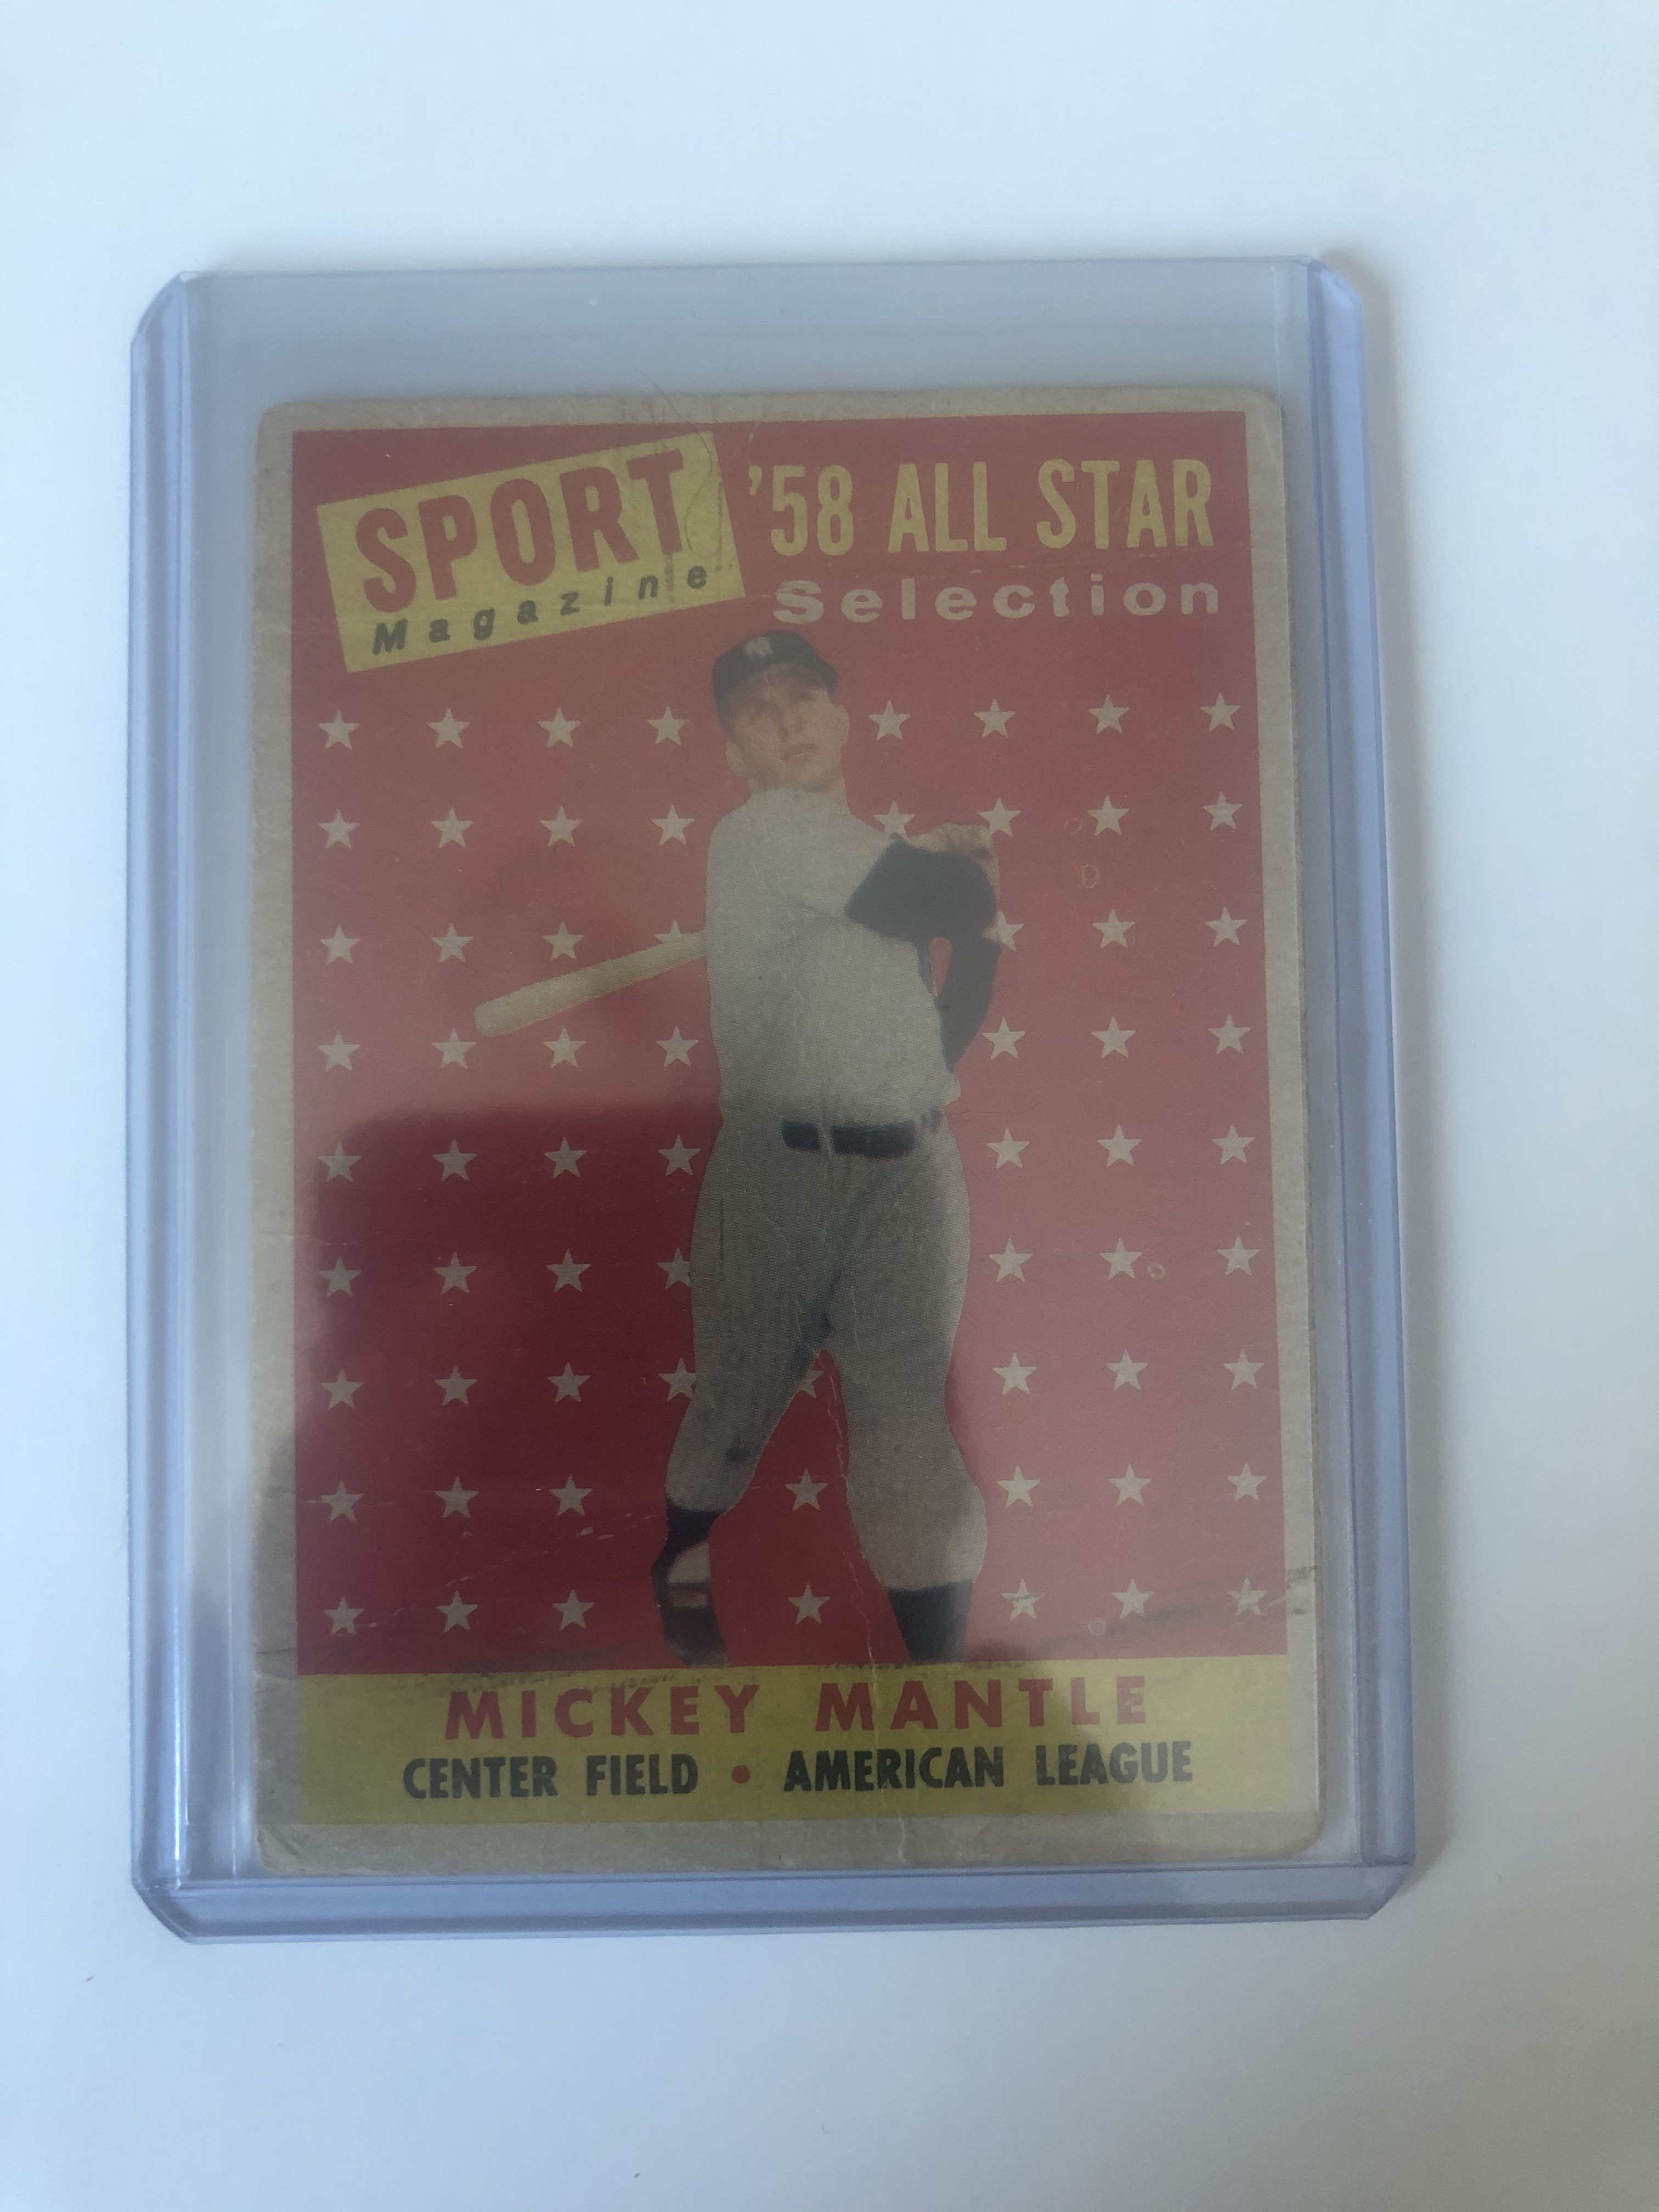 SPORT
Magazine
'58 ALL STAR
Selection
MICKEY MANTLE
CENTER FIELD • AMERICAN LEAGUE